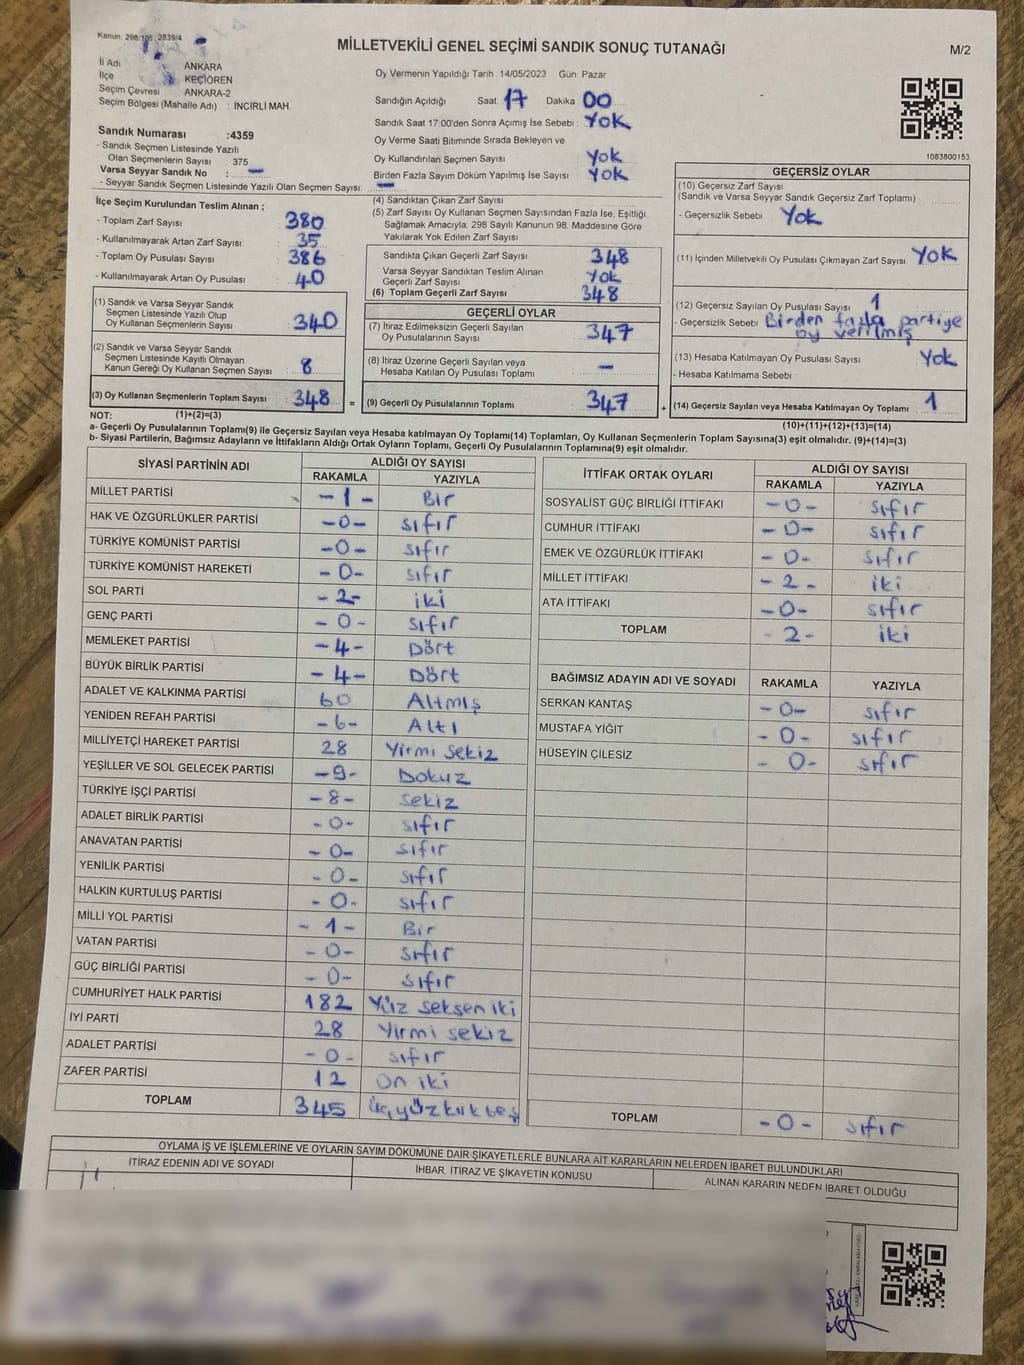 Kanun: 298/105, 2839/4
MİLLETVEKİLİ GENEL SEÇİMİ SANDIK SONUÇ TUTANAĞI
M/2
İl Adı : ANKARA
İlçe : KEÇİÖREN
Seçim Çevresi : ANKARA-2
Seçim Bölgesi (Mahalle Adı) : İNCİRLİ MAH.
Oy Vermenin Yapıldığı Tarih 14/05/2023 Gün: Pazar
Sandığın Açıldığı Saat: 17 Dakika 00
Sandık Saat 17:00'den Sonra Açımış İse Sebebi : Yok
Oy Verme Saati Bitiminde Sırada Bekleyen ve
Oy Kullandırılan Seçmen Sayısı Yok
Birden Fazla Sayım Döküm Yapılmış İse Sayısı Yok
1083800153
Sandık Numarası :4359
- Sandık Seçmen Listesinde Yazılı
Olan Seçmenlerin Sayısı : 375
Varsa Seyyar Sandık No : -
- Seyyar Sandık Seçmen Listesinde Yazılı Olan Seçmen Sayısı: -
İlçe Seçim Kurulundan Teslim Alınan ;
- Toplam Zarf Sayısı 380
- Kullanılmayarak Artan Zarf Sayısı 35
- Toplam Oy Pusulası Sayısı 386
- Kullanılmayarak Artan Oy Pusulası 40
(1) Sandık ve Varsa Seyyar Sandık
Seçmen Listesinde Yazılı Olup
Oy Kullanan Seçmenlerin Sayısı 340
(2) Sandık ve Varsa Seyyar Sandık
Seçmen Listesinde Kayıtlı Olmayan
Kanun Gereği Oy Kullanan Seçmen Sayısı 8
(3) Oy Kullanan Seçmenlerin Toplam Sayısı 348 =
(4) Sandıktan Çıkan Zarf Sayısı
(5) Zarf Sayısı Oy Kullanan Seçmen Sayısından Fazla İse, Eşitliği
Sağlamak Amacıyla, 298 Sayılı Kanunun 98. Maddesine Göre
Yakılarak Yok Edilen Zarf Sayısı
Sandıkta Çıkan Geçerli Zarf Sayısı 348
Varsa Seyyar Sandıktan Teslim Alınan
Geçerli Zarf Sayısı Yok
(6) Toplam Geçerli Zarf Sayısı 348
GEÇERLİ OYLAR
(7) İtiraz Edilmeksizin Geçerli Sayılan
Oy Pusulalarının Sayısı 347
(8) İtiraz Üzerine Geçerli Sayılan veya
Hesaba Katılan Oy Pusulası Toplamı -
(9) Geçerli Oy Pusulalarının Toplamı 347 +
GEÇERSİZ OYLAR
(10) Geçersiz Zarf Sayısı
(Sandık ve Varsa Seyyar Sandık Geçersiz Zarf Toplamı)
- Geçersizlik Sebebi Yok
(11) İçinden Milletvekili Oy Pusulası Çıkmayan Zarf Sayısı Yok
(12) Geçersiz Sayılan Oy Pusulası Sayısı 1
- Geçersizlik Sebebi Birden fazla partiye
oy verilmiş
(13) Hesaba Katılmayan Oy Pusulası Sayısı Yok
- Hesaba Katılmama Sebebi
(14) Geçersiz Sayılan veya Hesaba Katılmayan Oy Toplamı 1
NOT: (1)+(2)=(3)
(10)+(11)+(12)+(13)=(14)
a- Geçerli Oy Pusulalarının Toplamı(9) ile Geçersiz Sayılan veya Hesaba katılmayan Oy Toplamı(14) Toplamları, Oy Kullanan Seçmenlerin Toplam Sayısına(3) eşit olmalıdır. (9)+(14)=(3)
b- Siyasi Partilerin, Bağımsız Adayların ve İttifakların Aldığı Ortak Oyların Toplamı, Geçerli Oy Pusulalarının Toplamına(9) eşit olmalıdır.
SİYASİ PARTİNİN ADI ALDIĞI OY SAYISI
RAKAMLA YAZIYLA
MİLLET PARTİSİ -1- Bir
HAK VE ÖZGÜRLÜKLER PARTİSİ -0- sıfır
TÜRKİYE KOMÜNİST PARTİSİ -0- sıfır
TÜRKİYE KOMÜNİST HAREKETİ -0- sıfır
SOL PARTİ -2- iki
GENÇ PARTİ -0- sıfır
MEMLEKET PARTİSİ -4- Dört
BÜYÜK BİRLİK PARTİSİ -4- Dört
ADALET VE KALKINMA PARTİSİ 60 Altmış
YENİDEN REFAH PARTİSİ -6- Altı
MİLLİYETÇİ HAREKET PARTİSİ 28 Yirmi sekiz
YEŞİLLER VE SOL GELECEK PARTİSİ -9- Dokuz
TÜRKİYE İŞÇİ PARTİSİ -8- sekiz
ADALET BİRLİK PARTİSİ -0- sıfır
ANAVATAN PARTİSİ -0- sıfır
YENİLİK PARTİSİ -0- sıfır
HALKIN KURTULUŞ PARTİSİ -0- sıfır
MİLLİ YOL PARTİSİ -1- Bir
VATAN PARTİSİ -0- sıfır
GÜÇ BİRLİĞİ PARTİSİ -0- sıfır
CUMHURİYET HALK PARTİSİ 182 Yüz seksen iki
İYİ PARTİ 28 Yirmi sekiz
ADALET PARTİSİ -0- sıfır
ZAFER PARTİSİ 12 on iki
TOPLAM 345 üçyüzkırkbeş
İTTİFAK ORTAK OYLARI ALDIĞI OY SAYISI
RAKAMLA YAZIYLA
SOSYALİST GÜÇ BİRLİĞİ İTTİFAKI -0- sıfır
CUMHUR İTTİFAKI -0- sıfır
EMEK VE ÖZGÜRLÜK İTTİFAKI -0- sıfır
MİLLET İTTİFAKI -2- iki
ATA İTTİFAKI -0- sıfır
TOPLAM -2- iki
BAĞIMSIZ ADAYIN ADI VE SOYADI RAKAMLA YAZIYLA
SERKAN KANTAŞ -0- sıfır
MUSTAFA YİĞİT -0- sıfır
HÜSEYİN ÇİLESİZ -0- sıfır
TOPLAM -0- sıfır
OYLAMA İŞ VE İŞLEMLERİNE VE OYLARIN SAYIM DÖKÜMÜNE DAİR ŞİKAYETLERLE BUNLARA AİT KARARLARIN NELERDEN İBARET BULUNDUKLARI
İTİRAZ EDENİN ADI VE SOYADI İHBAR, İTİRAZ VE ŞİKAYETİN KONUSU ALINAN KARARIN NEDEN İBARET OLDUĞU